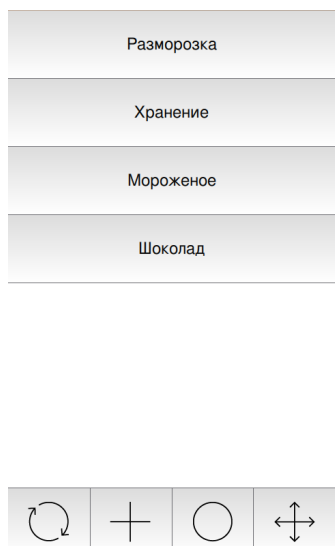 Разморозка
Хранение
Мороженое
Шоколад